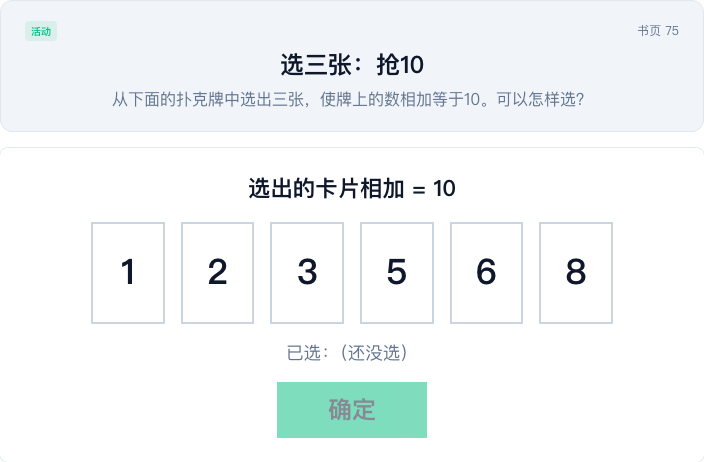 活动
书页 75
选三张：抢10
从下面的扑克牌中选出三张，使牌上的数相加等于10。可以怎样选？
选出的卡片相加 = 10
1 2 3 5 6 8
已选：（还没选）
确定